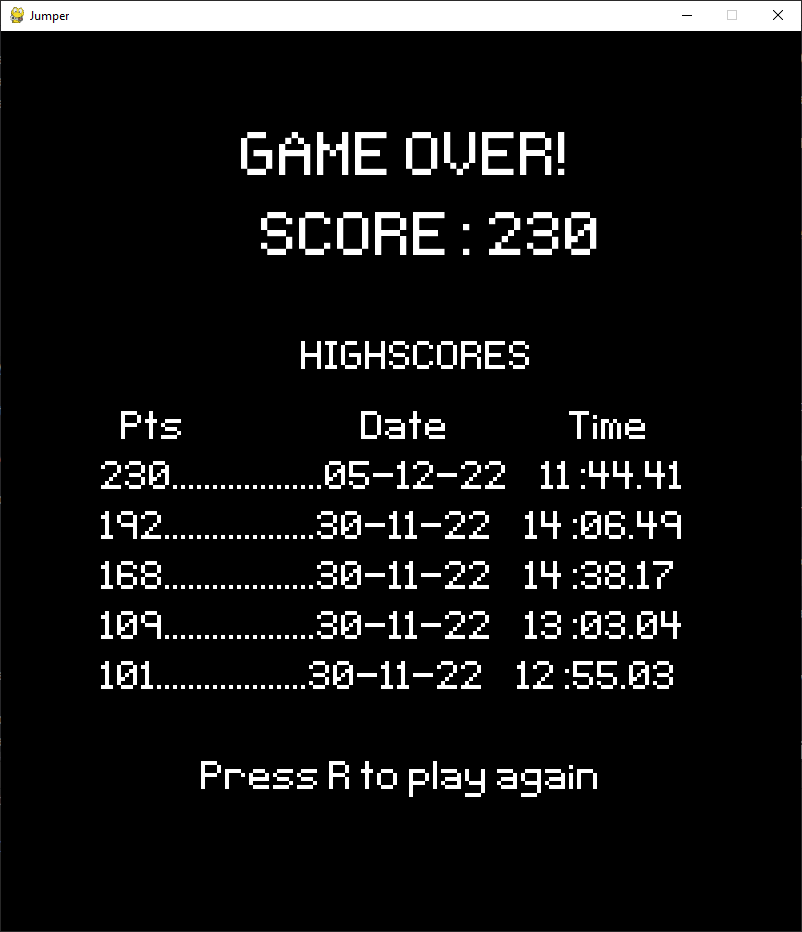 Jumper
GAME OVER!
SCORE : 230
HIGHSCORES
Pts Date Time
230...................05-12-22 11 :44.41
192...................30-11-22 14 :06.49
168...................30-11-22 14 :38.17
109...................30-11-22 13 :03.04
101...................30-11-22 12 :55.03
Press R to play again